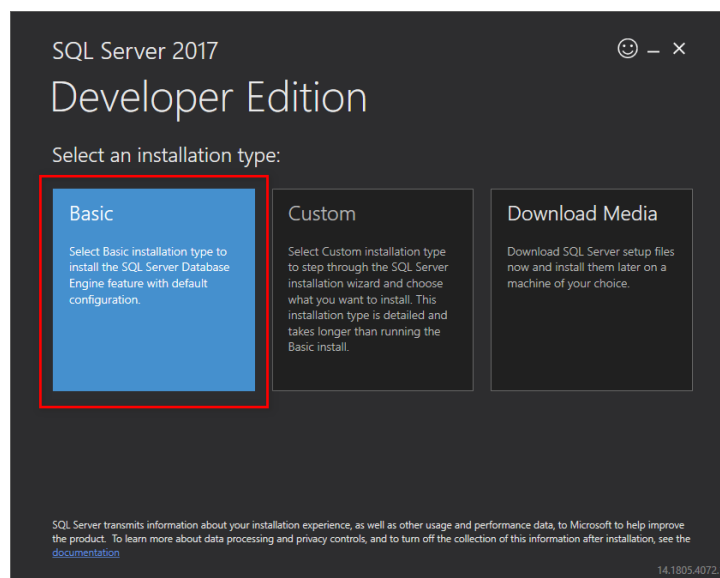 SQL Server 2017
Developer Edition
Select an installation type:
Basic
Select Basic installation type to
install the SQL Server Database
Engine feature with default
configuration.
Custom
Select Custom installation type
to step through the SQL Server
installation wizard and choose
what you want to install. This
installation type is detailed and
takes longer than running the
Basic install.
Download Media
Download SQL Server setup files
now and install them later on a
machine of your choice.
SQL Server transmits information about your installation experience, as well as other usage and performance data, to Microsoft to help improve
the product. To learn more about data processing and privacy controls, and to turn off the collection of this information after installation, see the
documentation
14.1805.4072.